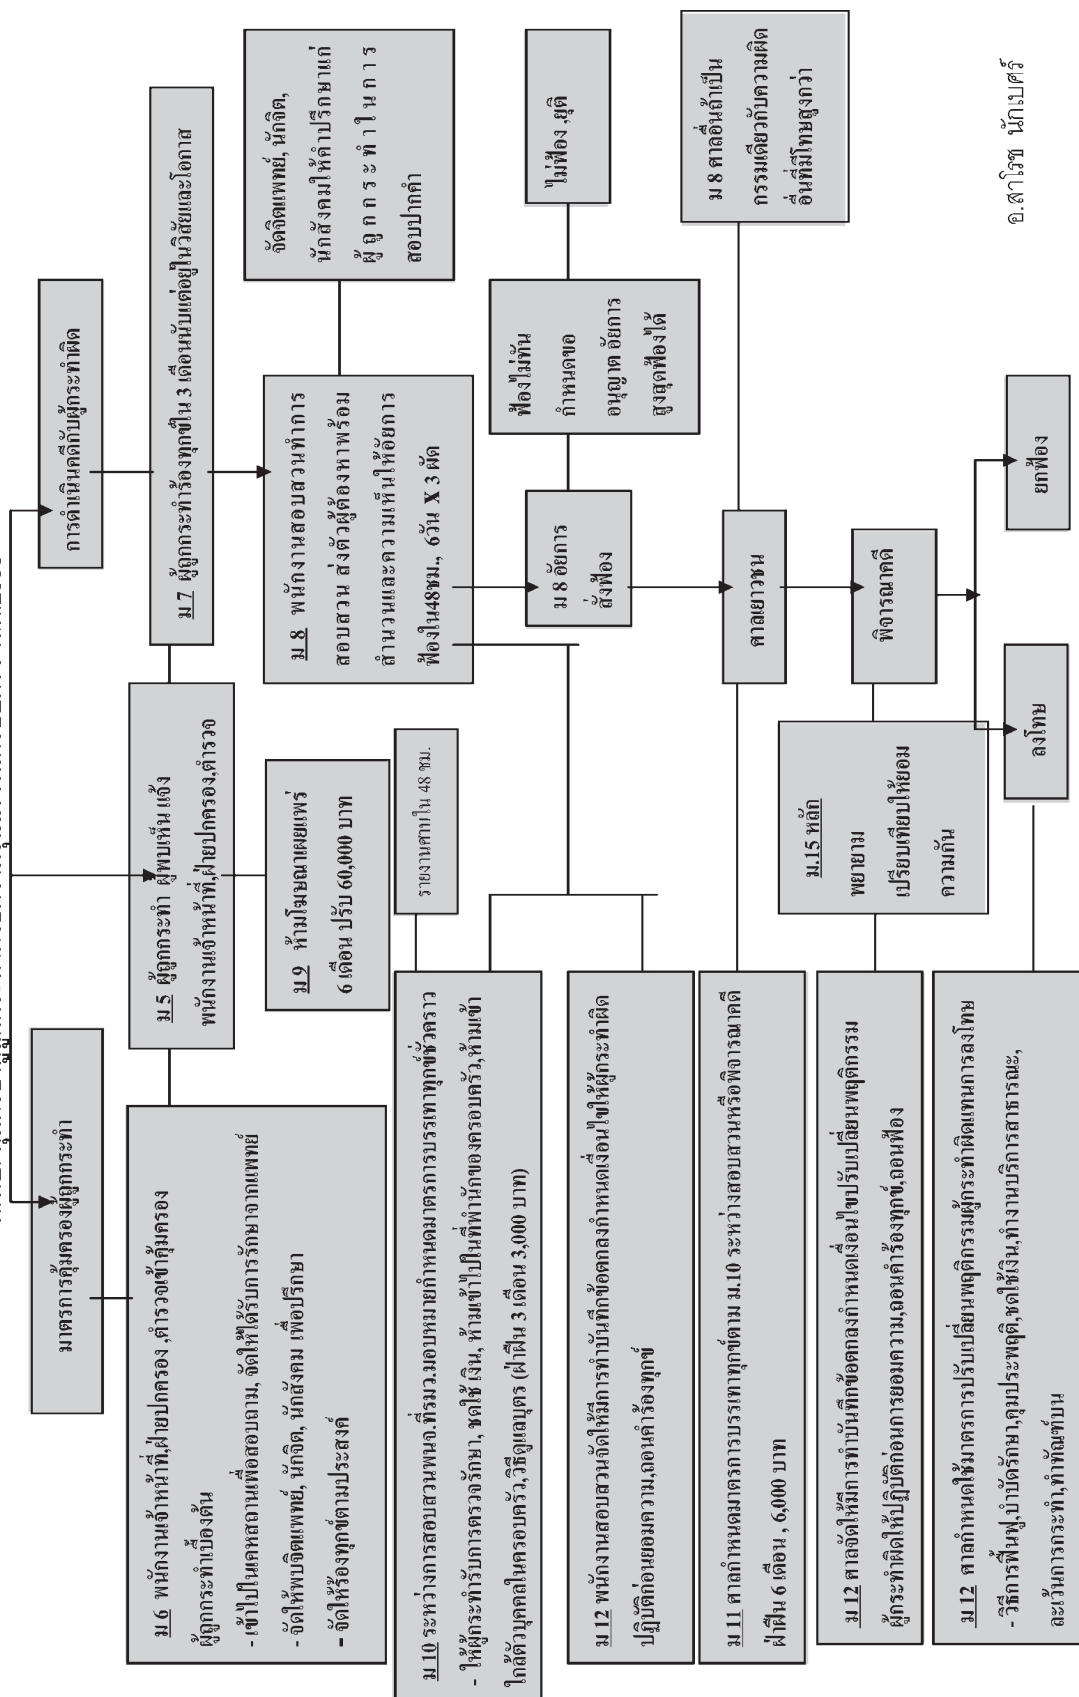 มาตรการคุ้มครองผู้ถูกกระทำ
การดำเนินคดีกับผู้กระทำผิด
ม 5 ผู้ถูกกระทำ ผู้พบเห็น แจ้ง
พนักงานเจ้าหน้าที่,ฝ่ายปกครอง,ตำรวจ
ม 7 ผู้ถูกกระทำร้องทุกข์ใน 3 เดือนนับแต่อยู่ในวิสัยและโอกาส
ม 6 พนักงานเจ้าหน้าที่,ฝ่ายปกครอง ,ตำรวจเข้าคุ้มครอง
ผู้ถูกกระทำเบื้องต้น
- เข้าไปในเคหสถานเพื่อสอบถาม, จัดให้ได้รับการรักษาจากแพทย์
- จัดให้พบจิตแพทย์, นักจิต, นักสังคม เพื่อปรึกษา
- จัดให้ร้องทุกข์ตามประสงค์
ม 9 ห้ามโฆษณาเผยแพร่
6 เดือน ปรับ 60,000 บาท
ม 8 พนักงานสอบสวนทำการ
สอบสวน ส่งตัวผู้ต้องหาพร้อม
สำนวนและความเห็นให้อัยการ
ฟ้องใน48ชม., 6วัน X 3 ผัด
จัดจิตแพทย์, นักจิต,
นักสังคมให้คำปรึกษาแก่
ผู้ถูกกระทำในการ
สอบปากคำ
รายงานศาลใน 48 ชม.
ม 10 ระหว่างการสอบสวนพนจ.ที่รมว.มอบหมายกำหนดมาตรการบรรเทาทุกข์ชั่วคราว
- ให้ผู้กระทำรับการตรวจรักษา, ชดใช้ เงิน, ห้ามเข้าไปในที่พำนักของครอบครัว,ห้ามเข้า
ใกล้ตัวบุคคลในครอบครัว,วิธีดูแลบุตร (ฝ่าฝืน 3 เดือน 3,000 บาท)
ม 8 อัยการ
สั่งฟ้อง
ฟ้องไม่ทัน
กำหนดขอ
อนุญาต อัยการ
สูงสุดฟ้องได้
ไม่ฟ้อง ,ยุติ
ม 12 พนักงานสอบสวนจัดให้มีการทำบันทึกข้อตกลงกำหนดเงื่อนไขให้ผู้กระทำผิด
ปฏิบัติก่อนยอมความ,ถอนคำร้องทุกข์
ม 11 ศาลกำหนดมาตรการบรรเทาทุกข์ตาม ม.10 ระหว่างสอบสวนหรือพิจารณาคดี
ฝ่าฝืน 6 เดือน , 6,000 บาท
ศาลเยาวชน
ม 8 ศาลอื่นถ้าเป็น
กรรมเดียวกับความผิด
อื่นที่มีโทษสูงกว่า
ม 12 ศาลจัดให้มีการทำบันทึกข้อตกลงกำหนดเงื่อนไขปรับเปลี่ยนพฤติกรรม
ผู้กระทำผิดให้ปฏิบัติก่อนการยอมความ,ถอนคำร้องทุกข์,ถอนฟ้อง
ม.15 หลัก
พยายาม
เปรียบเทียบให้ยอม
ความกัน
พิจารณาคดี
ม 12 ศาลกำหนดใช้มาตรการปรับเปลี่ยนพฤติกรรมผู้กระทำผิดแทนการลงโทษ
- วิธีการฟื้นฟู,บำบัดรักษา,คุมประพฤติ,ชดใช้เงิน,ทำงานบริการสาธารณะ,
ละเว้นการกระทำ,ทำทัณฑ์บน
ลงโทษ
ยกฟ้อง
อ.สาโรช นักเบศร์